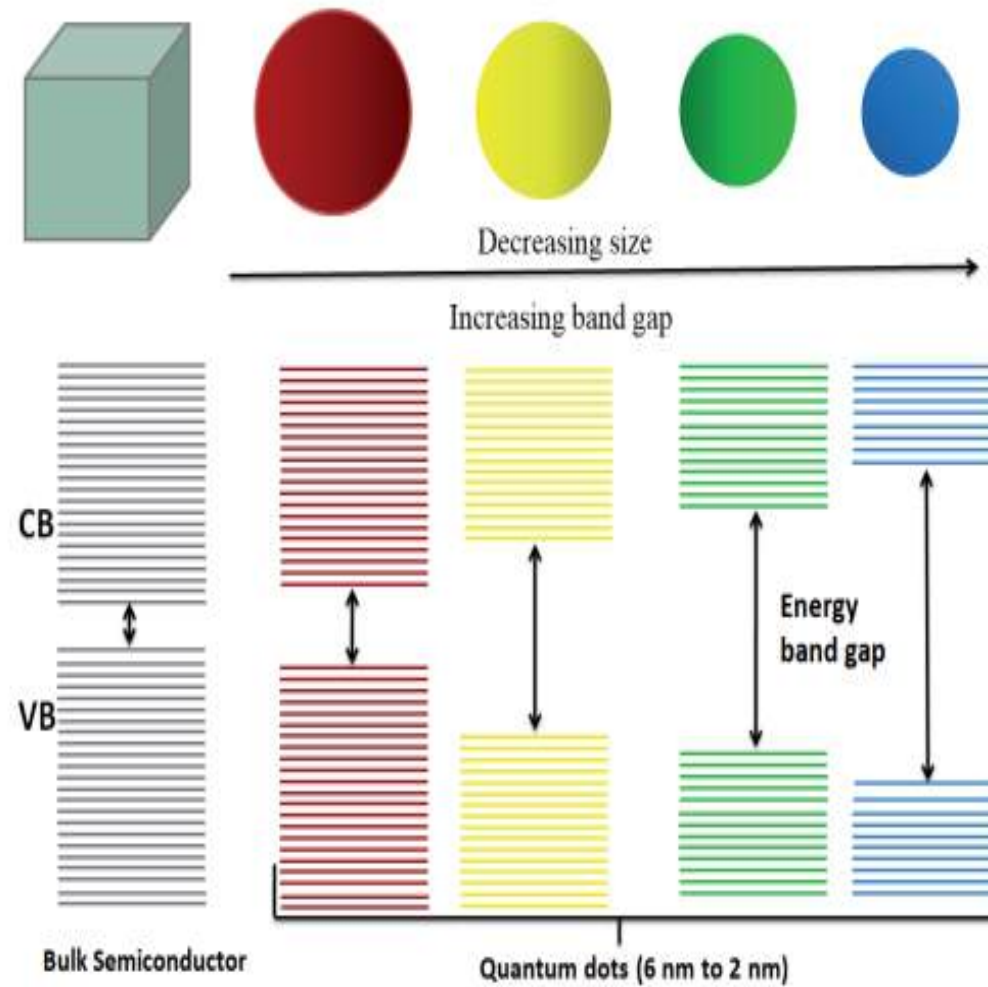 Decreasing size
Increasing band gap
CB
VB
Energy
band gap
Bulk Semiconductor
Quantum dots (6 nm to 2 nm)